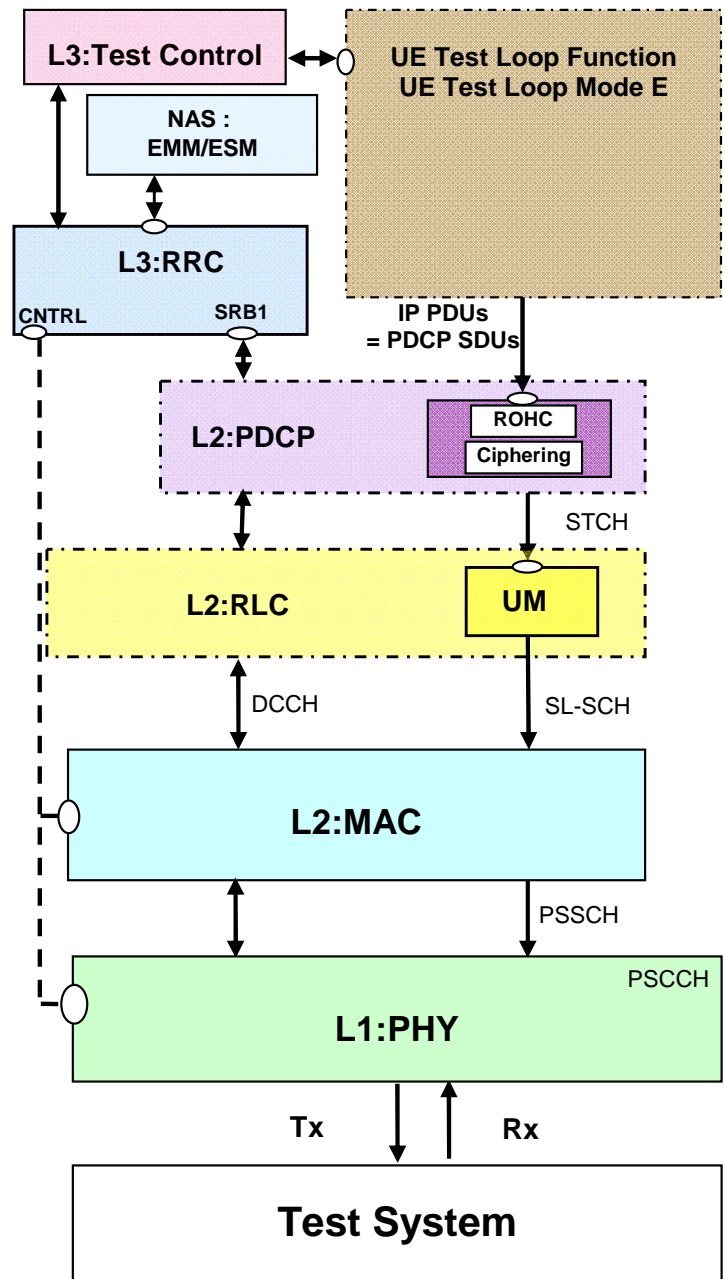 L3:Test Control
UE Test Loop Function
UE Test Loop Mode E
NAS :
EMM/ESM
L3:RRC
CNTRL
SRB1
IP PDUs
= PDCP SDUs
L2:PDCP
ROHC
Ciphering
STCH
L2:RLC
UM
DCCH
SL-SCH
L2:MAC
PSSCH
PSCCH
L1:PHY
Tx
Rx
Test System